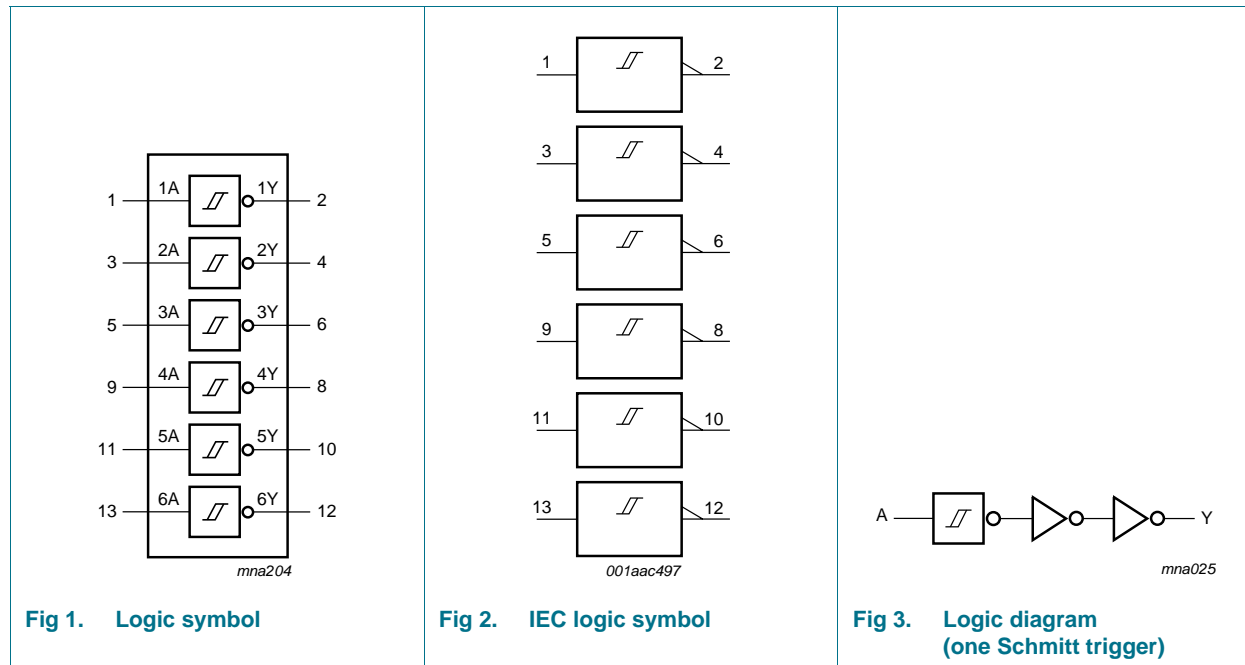 1 1A 1Y 2
3 2A 2Y 4
5 3A 3Y 6
9 4A 4Y 8
11 5A 5Y 10
13 6A 6Y 12
mna204
Fig 1. Logic symbol
1 2
3 4
5 6
9 8
11 10
13 12
001aac497
Fig 2. IEC logic symbol
A Y
mna025
Fig 3. Logic diagram
(one Schmitt trigger)